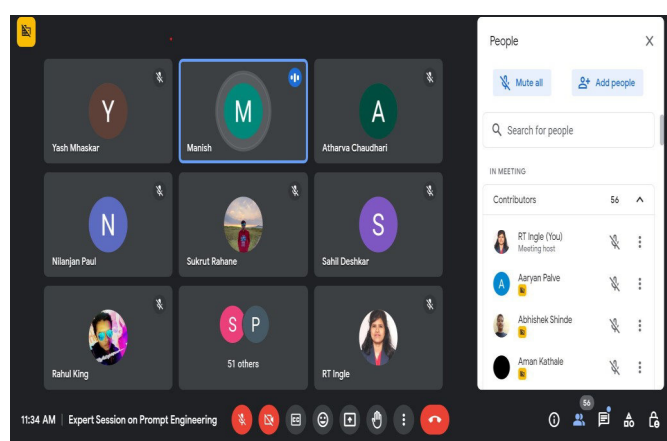 Y
Yash Mhaskar
M
Manish
A
Atharva Chaudhari
N
Nilanjan Paul
Sukrut Rahane
S
Sahil Deshkar
Rahul King
S P
51 others
RT Ingle
People
Mute all
Add people
Search for people
IN MEETING
Contributors 56
RT Ingle (You)
Meeting host
A
Aaryan Palve
Abhishek Shinde
Aman Kathale
11:34 AM | Expert Session on Prompt Engineering
CC
56